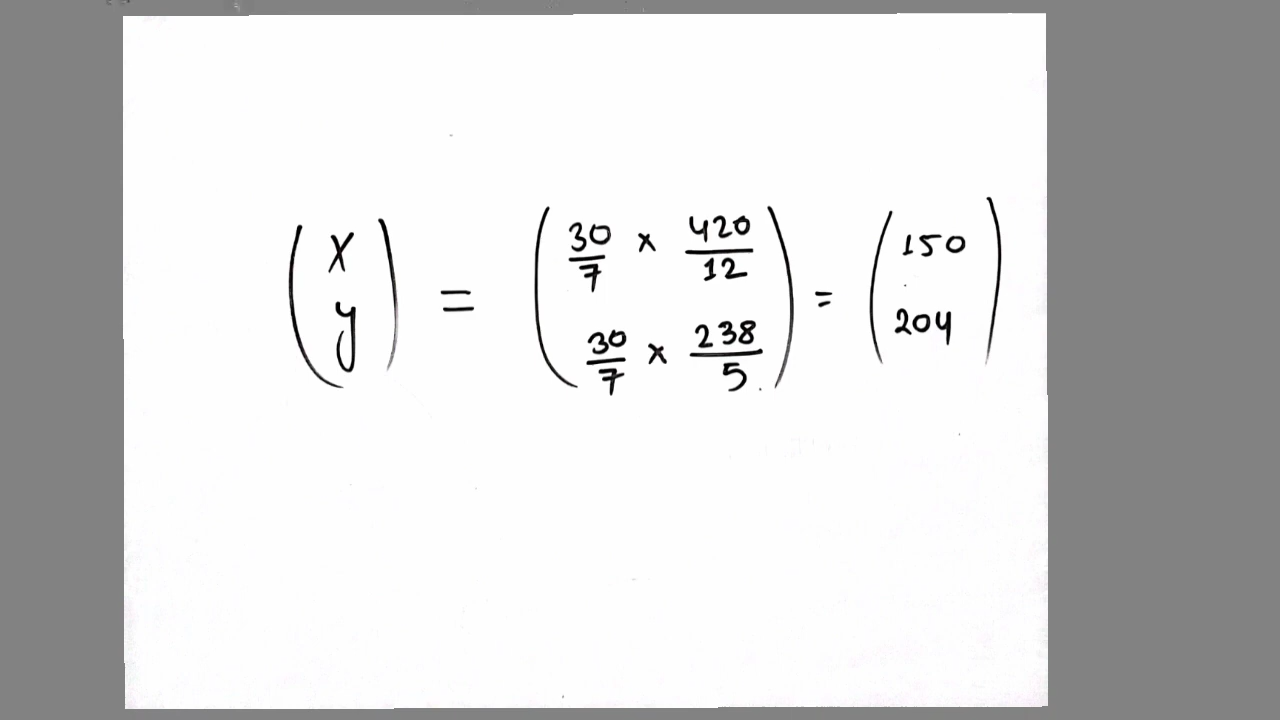 (x y) = (30/7 × 420/12 30/7 × 238/5) = (150 204)